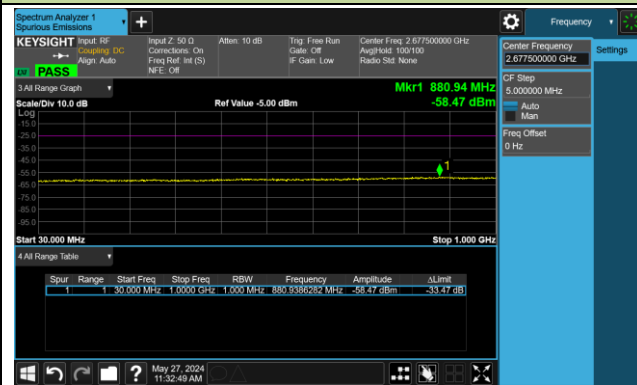 Spectrum Analyzer 1
Spurious Emissions
+
Frequency
KEYSIGHT Input: RF
Coupling: DC
Align: Auto
Input Z: 50 Ω
Corrections: On
Freq Ref: Int (S)
NFE: Off
Atten: 10 dB
Trig: Free Run
Gate: Off
IF Gain: Low
Center Freq: 2.677500000 GHz
Avg|Hold: 100/100
Radio Std: None
PASS
Center Frequency
2.677500000 GHz
Settings
CF Step
5.000000 MHz
Auto
Man
Freq Offset
0 Hz
3 All Range Graph
Mkr1 880.94 MHz
Scale/Div 10.0 dB
Ref Value -5.00 dBm
-58.47 dBm
Log
-15.0
-25.0
-35.0
-45.0
-55.0
-65.0
-75.0
-85.0
-95.0
1
Start 30.000 MHz
Stop 1.000 GHz
4 All Range Table
Spur Range Start Freq Stop Freq RBW Frequency Amplitude ΔLimit
1 1 30.000 MHz 1.0000 GHz 1.000 MHz 880.9386282 MHz -58.47 dBm -33.47 dB
?
May 27, 2024
11:32:49 AM